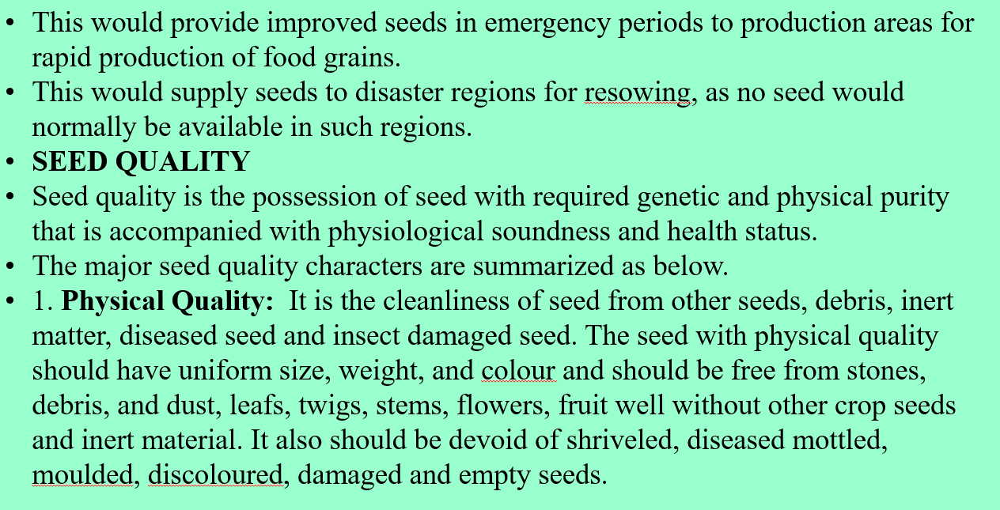 • This would provide improved seeds in emergency periods to production areas for
rapid production of food grains.
• This would supply seeds to disaster regions for resowing, as no seed would
normally be available in such regions.
• SEED QUALITY
• Seed quality is the possession of seed with required genetic and physical purity
that is accompanied with physiological soundness and health status.
• The major seed quality characters are summarized as below.
• 1. Physical Quality:  It is the cleanliness of seed from other seeds, debris, inert
matter, diseased seed and insect damaged seed. The seed with physical quality
should have uniform size, weight, and colour and should be free from stones,
debris, and dust, leafs, twigs, stems, flowers, fruit well without other crop seeds
and inert material. It also should be devoid of shriveled, diseased mottled,
moulded, discoloured, damaged and empty seeds.